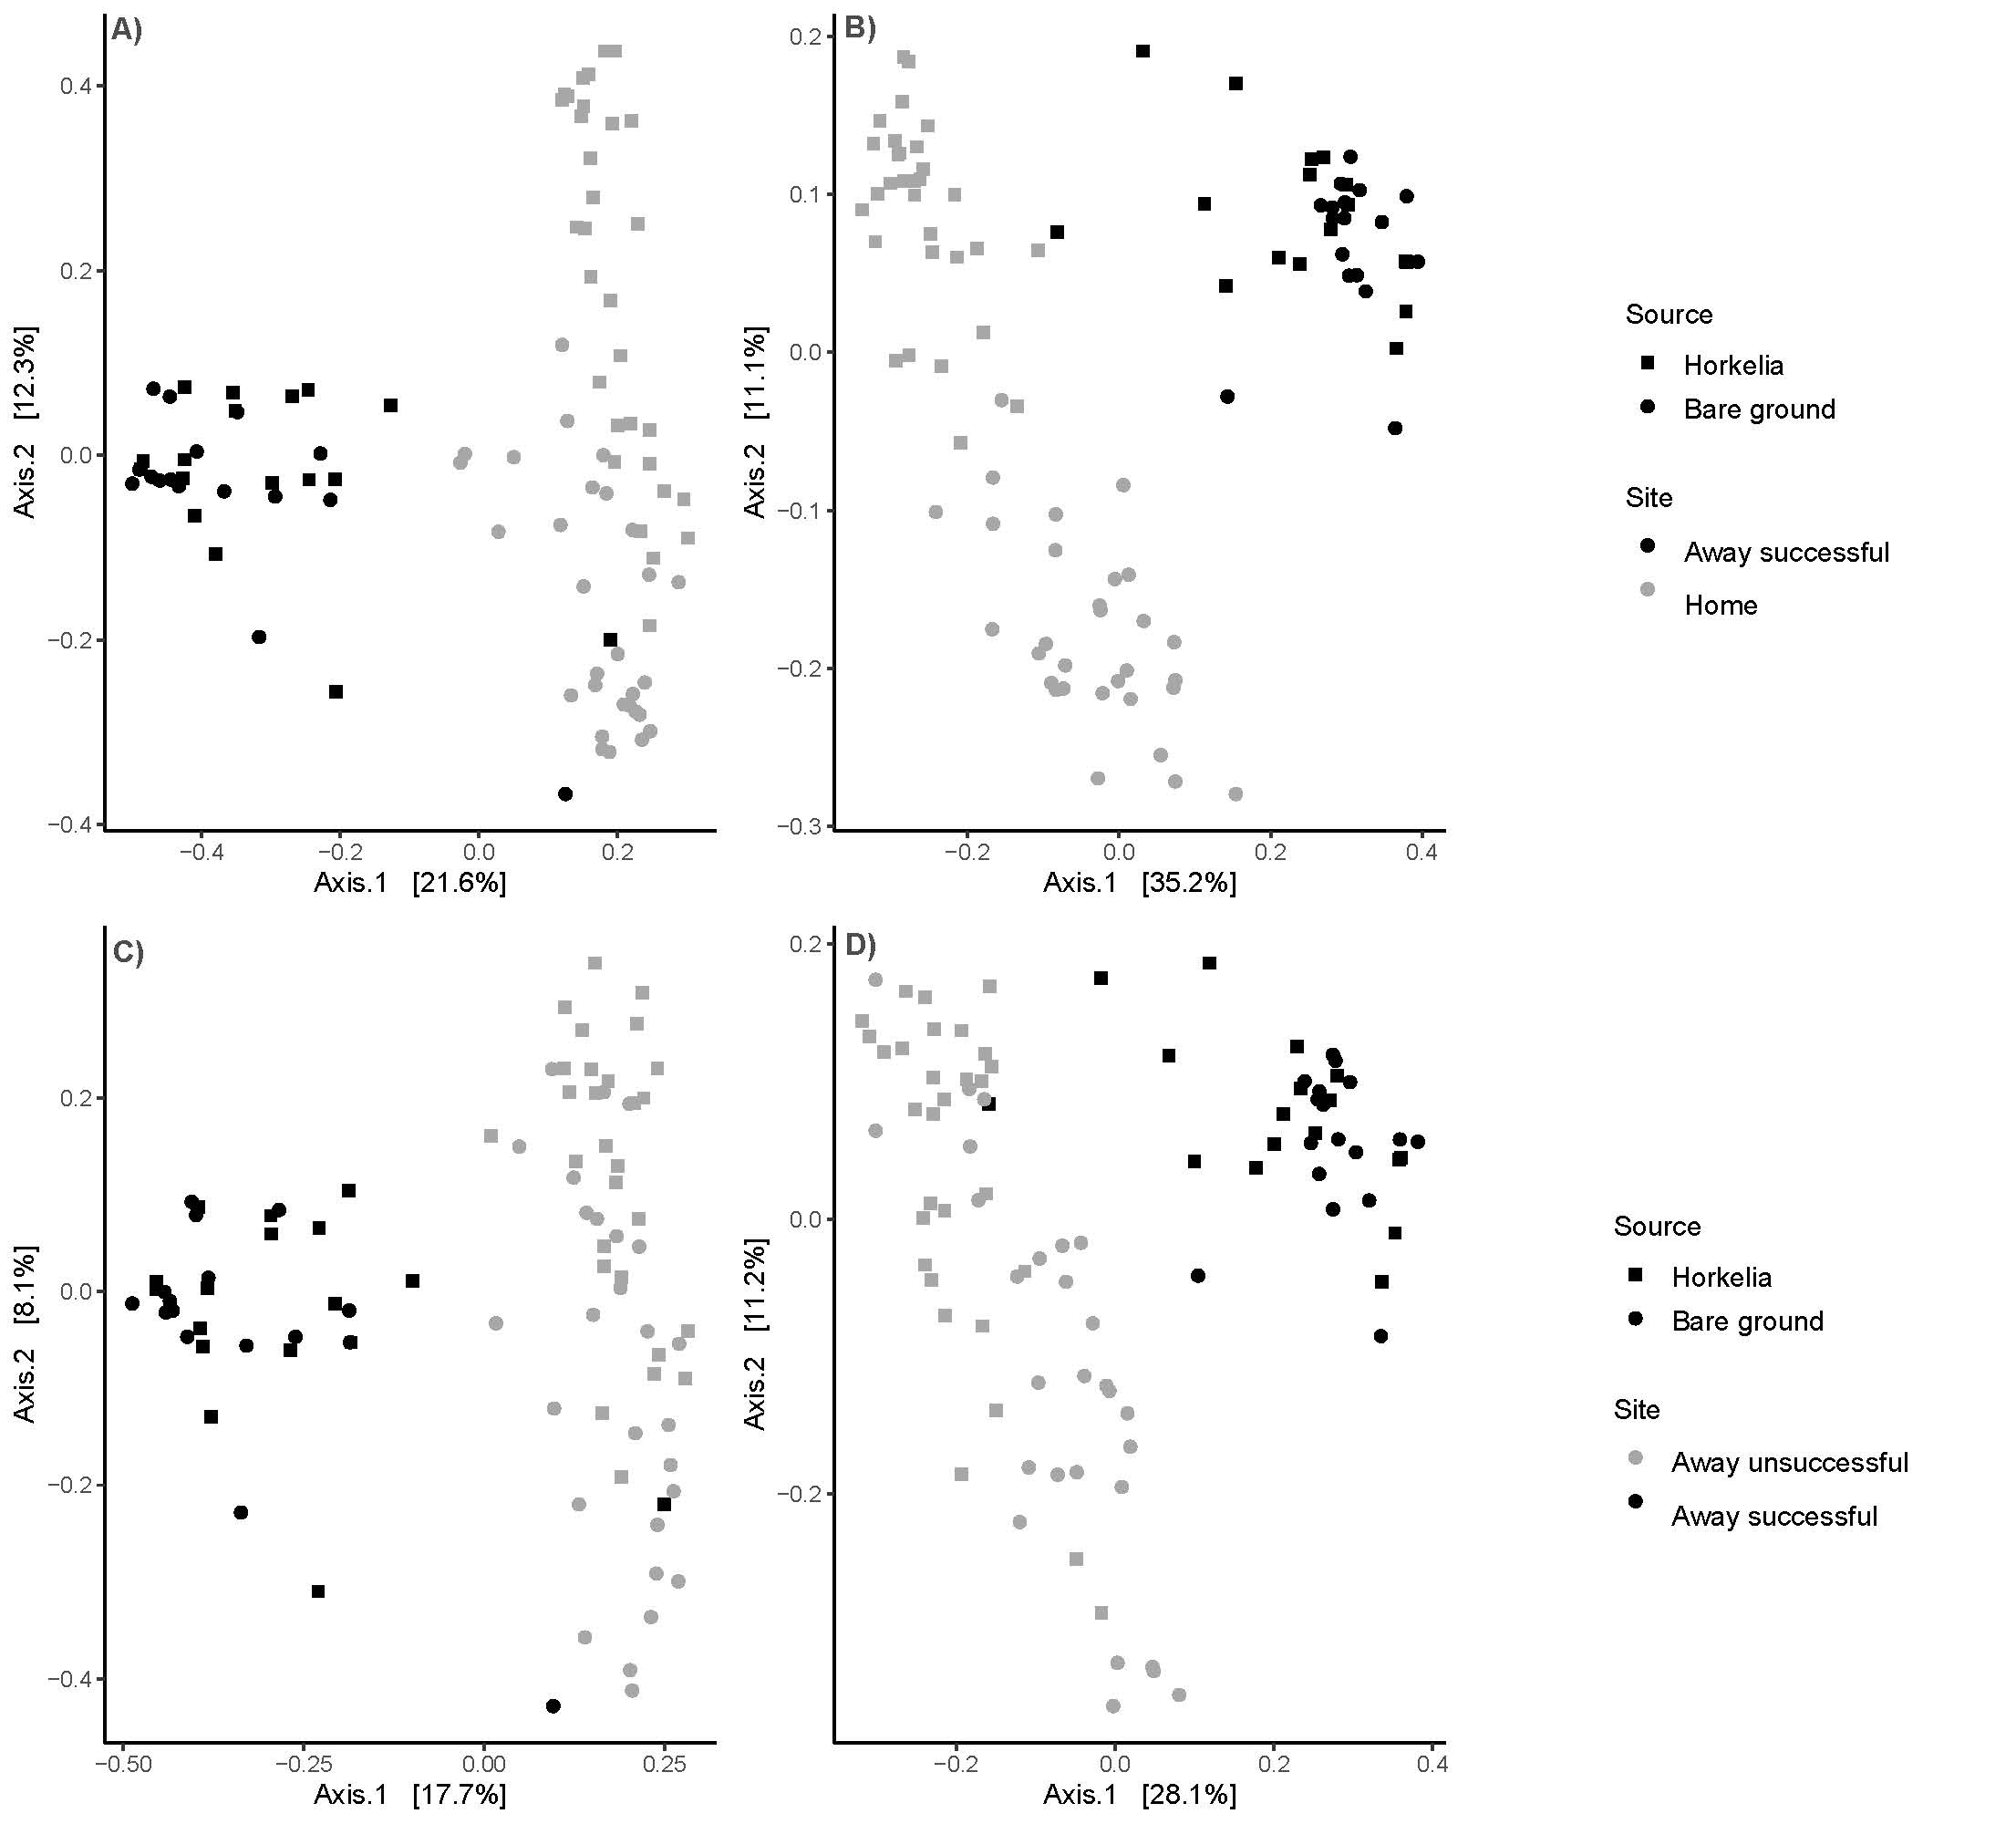 A)
0.4
0.2
0.0
−0.2
−0.4
Axis.2 [12.3%]
−0.4 −0.2 0.0 0.2
Axis.1 [21.6%]
B)
0.2
0.1
0.0
−0.1
−0.2
−0.3
Axis.2 [11.1%]
−0.2 0.0 0.2 0.4
Axis.1 [35.2%]
Source
Horkelia
Bare ground
Site
Away successful
Home
C)
0.2
0.0
−0.2
−0.4
Axis.2 [8.1%]
−0.50 −0.25 0.00 0.25
Axis.1 [17.7%]
D)
0.2
0.0
−0.2
Axis.2 [11.2%]
−0.2 0.0 0.2 0.4
Axis.1 [28.1%]
Source
Horkelia
Bare ground
Site
Away unsuccessful
Away successful